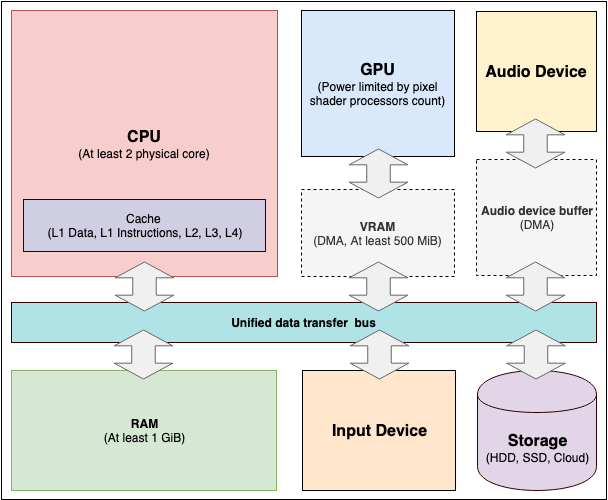 CPU
(At least 2 physical core)
Cache
(L1 Data, L1 Instructions, L2, L3, L4)
GPU
(Power limited by pixel
shader processors count)
VRAM
(DMA, At least 500 MiB)
Audio Device
Audio device buffer
(DMA)
Unified data transfer bus
RAM
(At least 1 GiB)
Input Device
Storage
(HDD, SSD, Cloud)